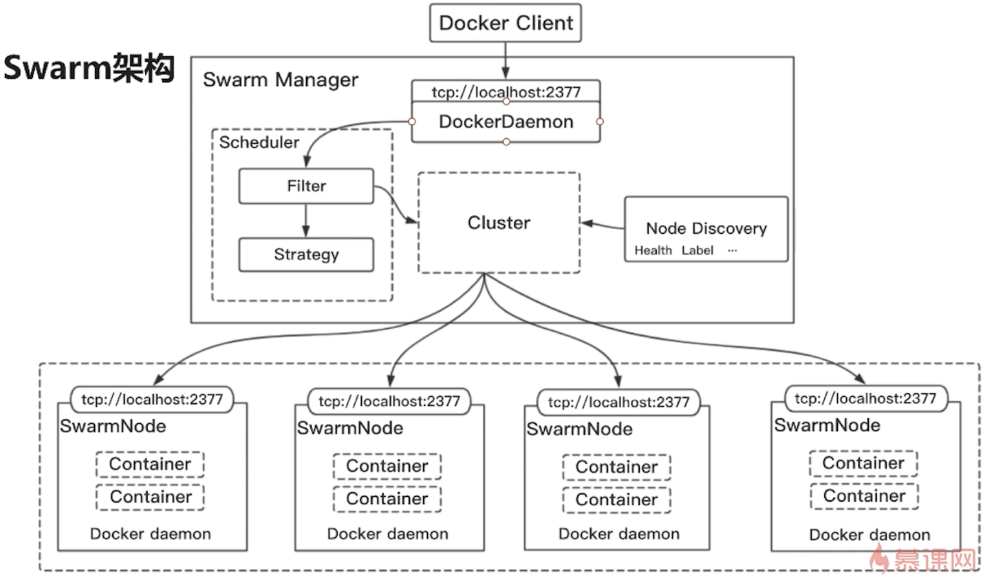 Docker Client
Swarm架构
Swarm Manager
tcp://localhost:2377
DockerDaemon
Scheduler
Filter
Strategy
Cluster
Node Discovery
Health Label ...
tcp://localhost:2377
SwarmNode
Container
Container
Docker daemon
tcp://localhost:2377
SwarmNode
Container
Container
Docker daemon
tcp://localhost:2377
SwarmNode
Container
Container
Docker daemon
tcp://localhost:2377
SwarmNode
Container
Container
Docker daemon
慕课网